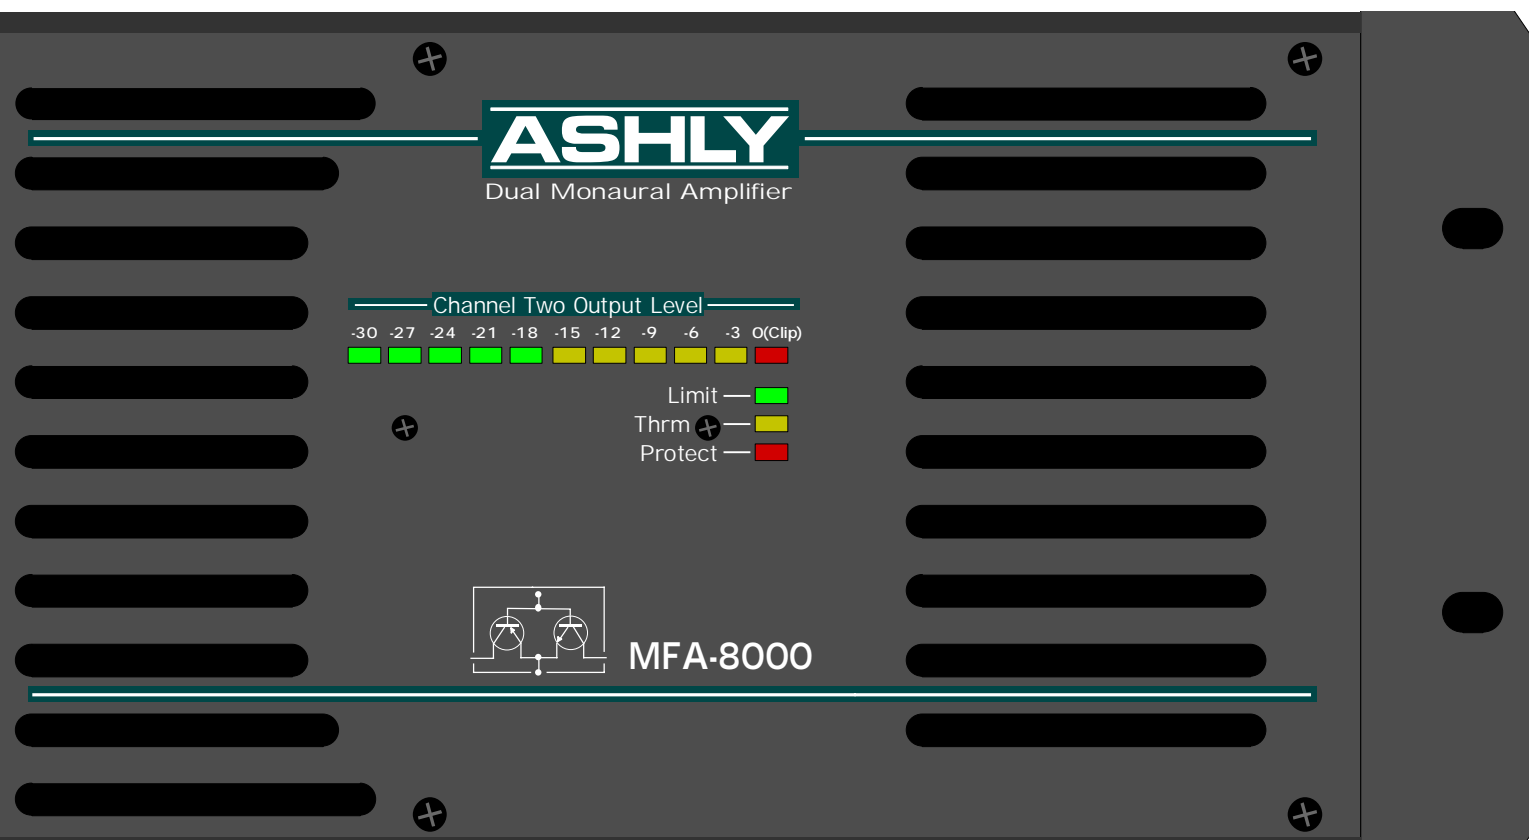 ASHLY
Dual Monaural Amplifier
Channel Two Output Level
-30 -27 -24 -21 -18 -15 -12 -9 -6 -3 0(Clip)
Limit
Thrm
Protect
MFA-8000